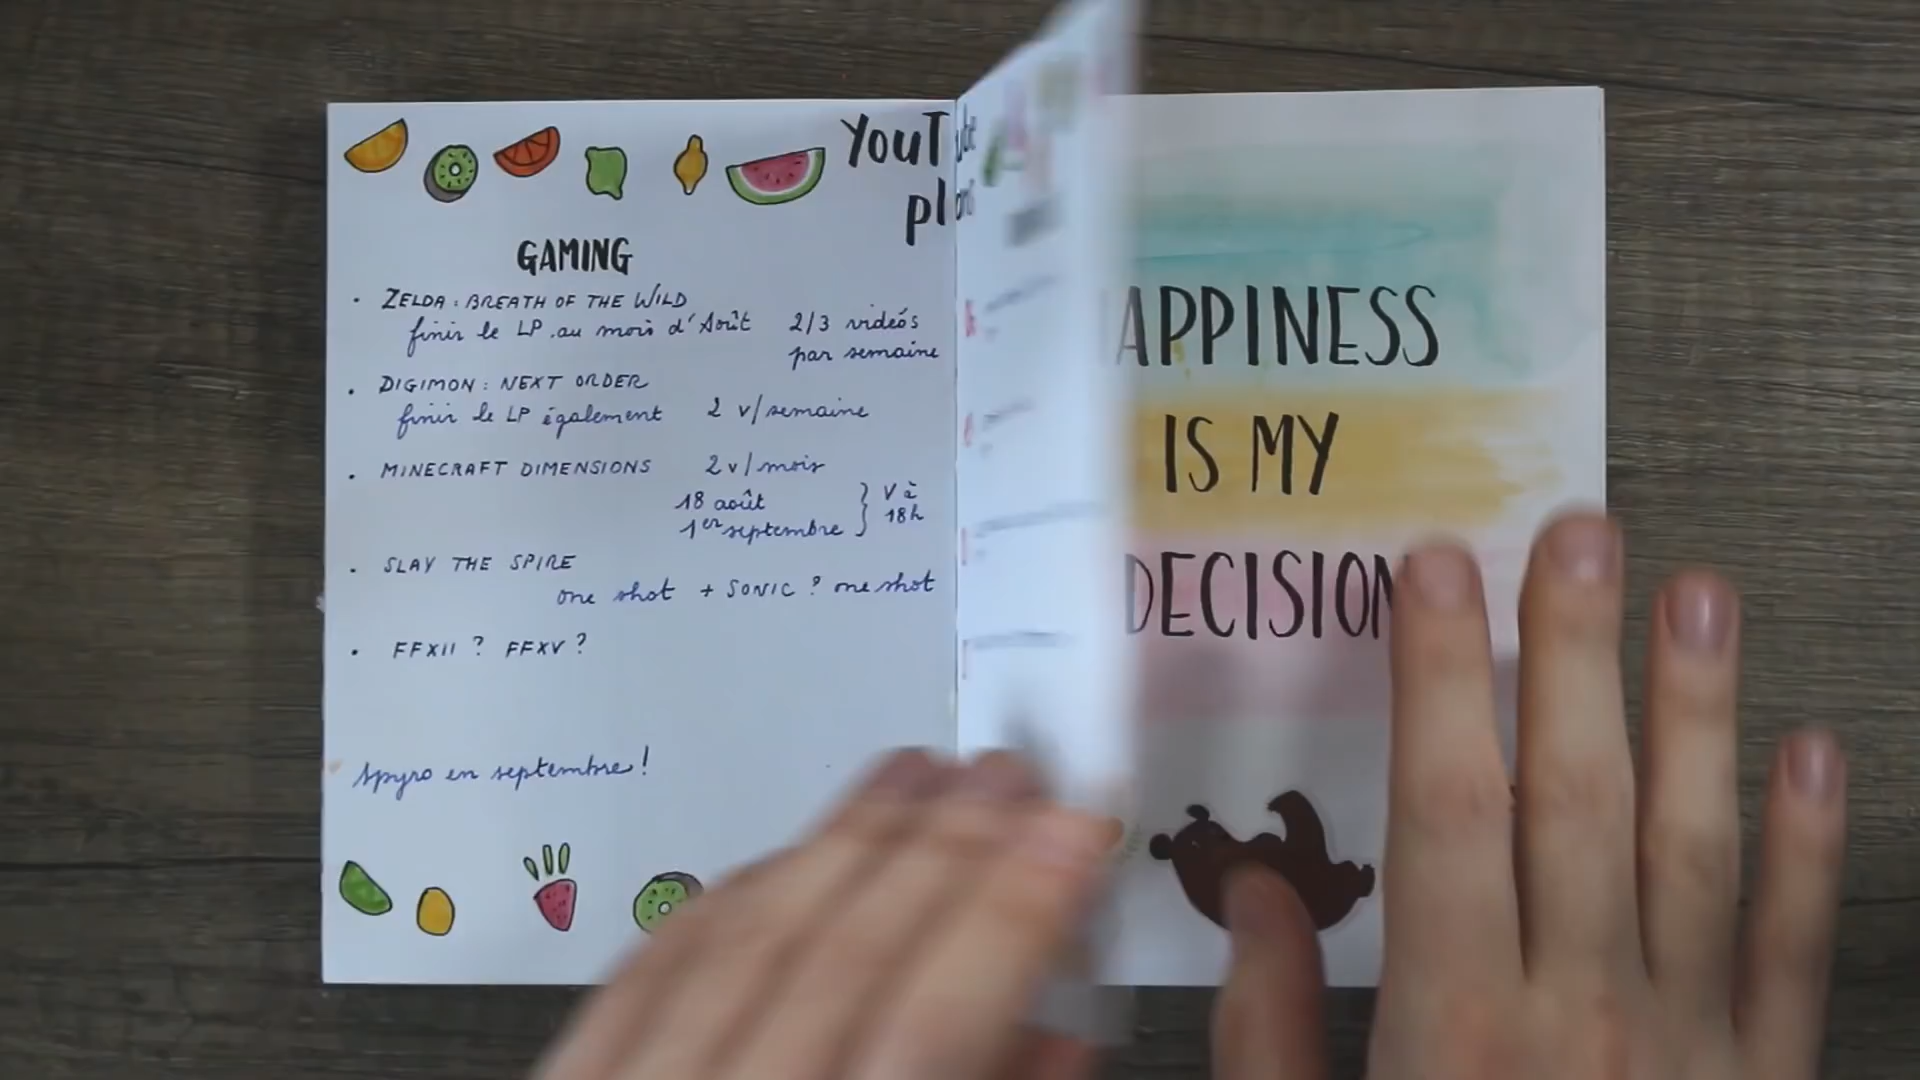 YouTube
plan
GAMING
• ZELDA : BREATH OF THE WILD
finir le LP au mois d'Août 2/3 vidéos
par semaine
• DIGIMON : NEXT ORDER
finir le LP également 2 v/semaine
• MINECRAFT DIMENSIONS 2 v/mois
18 août
1er septembre } V à 18h
• SLAY THE SPIRE
one shot + SONIC ? one shot
• FFXII ? FFXV ?
Spyro en septembre !
APPINESS
IS MY
DECISION